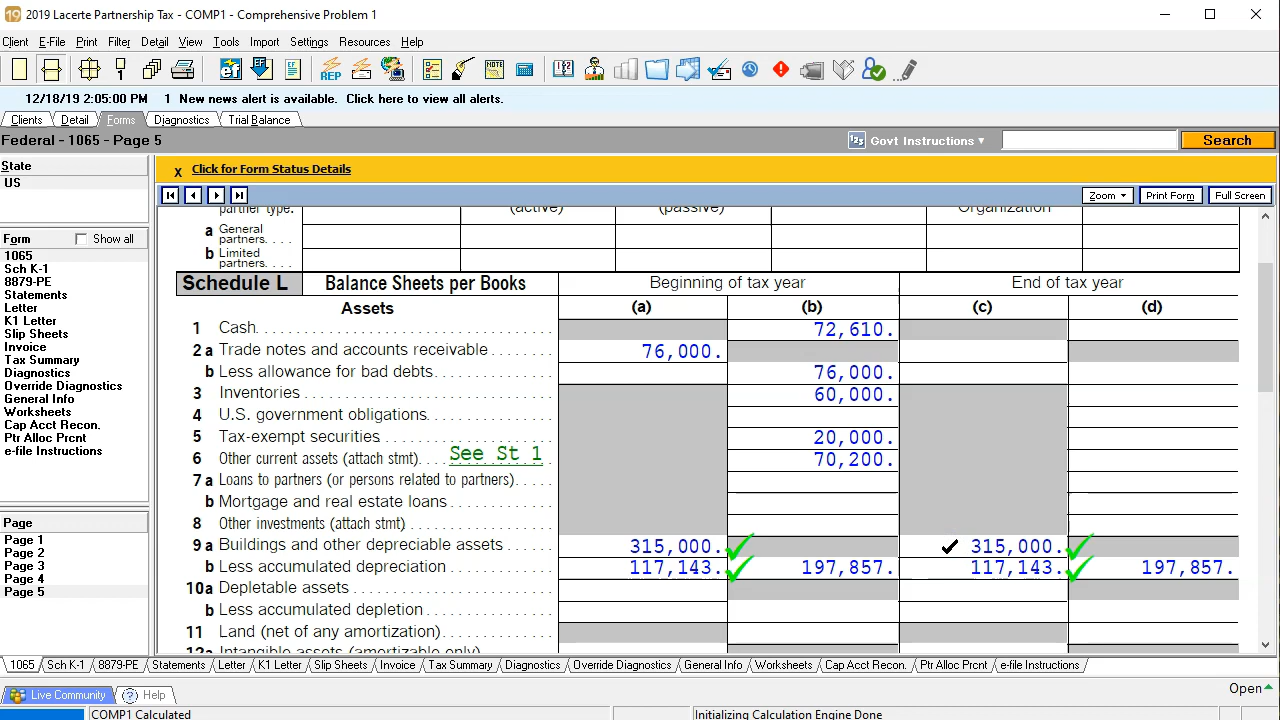 19 2019 Lacerte Partnership Tax - COMP1 - Comprehensive Problem 1
Client E-File Print Filter Detail View Tools Import Settings Resources Help
12/18/19 2:05:00 PM 1 New news alert is available. Click here to view all alerts.
Clients Detail Forms Diagnostics Trial Balance
Federal - 1065 - Page 5 Govt Instructions Search
State
US
Form Show all
1065
Sch K-1
8879-PE
Statements
Letter
K1 Letter
Slip Sheets
Invoice
Tax Summary
Diagnostics
Override Diagnostics
General Info
Worksheets
Cap Acct Recon.
Ptr Alloc Prcnt
e-file Instructions
Page
Page 1
Page 2
Page 3
Page 4
Page 5
x Click for Form Status Details
Zoom Print Form Full Screen
partner type: (active) (passive) Organization
a General partners. . . .
b Limited partners. . . .
Schedule L Balance Sheets per Books Beginning of tax year End of tax year
Assets (a) (b) (c) (d)
1 Cash 72,610.
2a Trade notes and accounts receivable 76,000.
b Less allowance for bad debts 76,000.
3 Inventories 60,000.
4 U.S. government obligations
5 Tax-exempt securities 20,000.
6 Other current assets (attach stmt) See St 1 70,200.
7a Loans to partners (or persons related to partners)
b Mortgage and real estate loans
8 Other investments (attach stmt)
9a Buildings and other depreciable assets 315,000. 315,000.
b Less accumulated depreciation 117,143. 197,857. 117,143. 197,857.
10a Depletable assets
b Less accumulated depletion
11 Land (net of any amortization)
12a Intangible assets (amortizable only)
1065 Sch K-1 8879-PE Statements Letter K1 Letter Slip Sheets Invoice Tax Summary Diagnostics Override Diagnostics General Info Worksheets Cap Acct Recon. Ptr Alloc Prcnt e-file Instructions
Live Community ? Help Open
COMP1 Calculated Initializing Calculation Engine Done